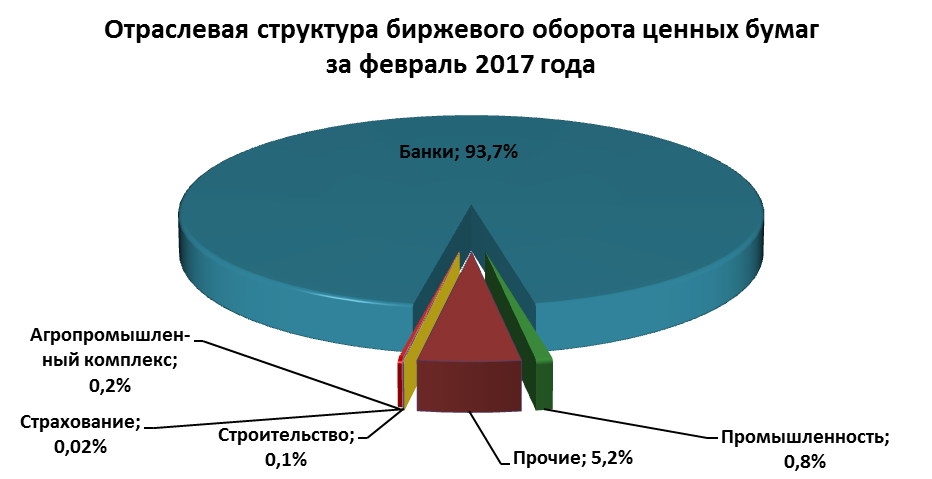 Отраслевая структура биржевого оборота ценных бумаг
за февраль 2017 года
Банки; 93,7%
Агропромышлен-
ный комплекс;
0,2%
Страхование;
0,02%
Строительство;
0,1%
Прочие; 5,2%
Промышленность;
0,8%